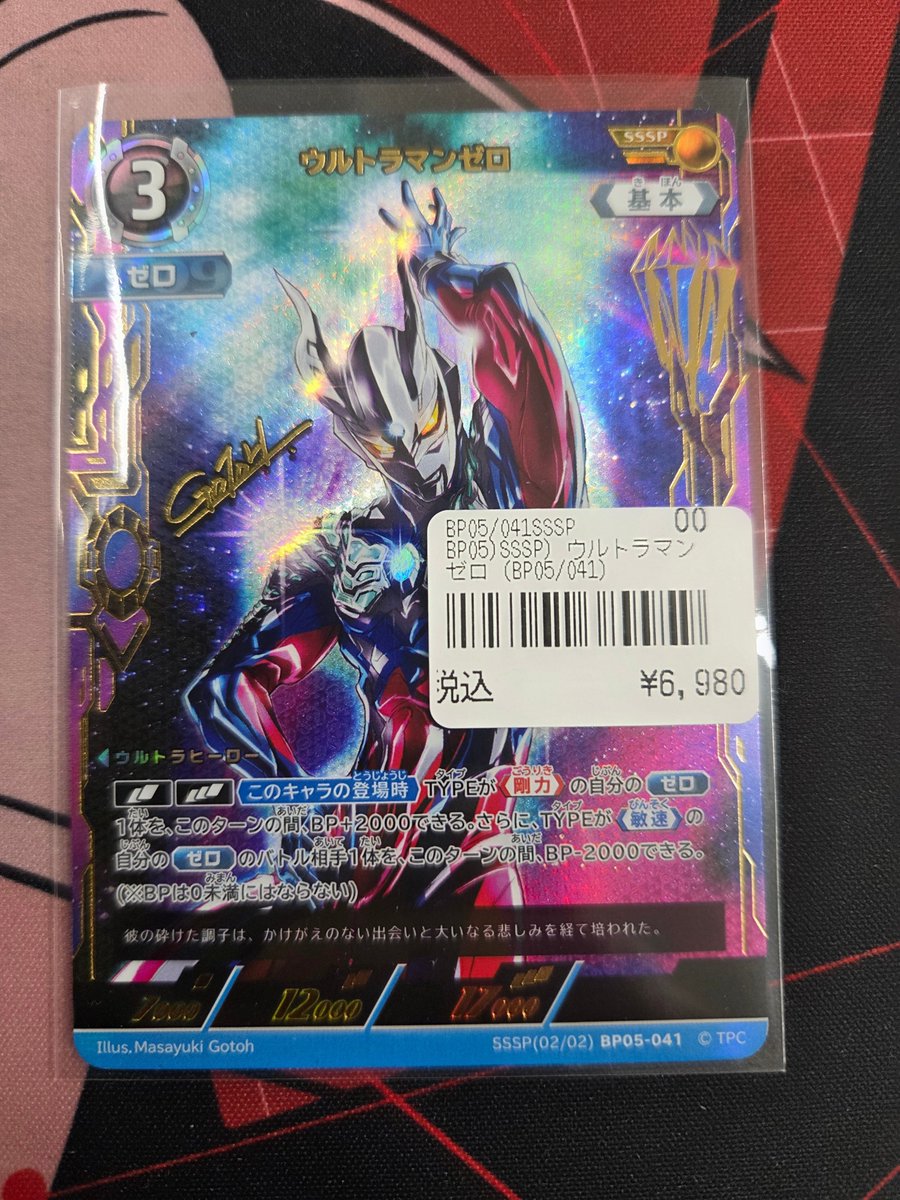 ウルトラマンゼロ
SSSP
3
基本
きほん
ゼロ
GOTOH
BP05/041SSSP 00
BP05)SSSP) ウルトラマン
ゼロ (BP05/041)
税込 ¥6,980
ウルトラヒーロー
このキャラの登場時 TYPEが 剛力 の自分の ゼロ
1体を、このターンの間、BP+2000できる。さらに、TYPEが 敏速 の
自分の ゼロ のバトル相手1体を、このターンの間、BP-2000できる。
(※BPは0未満にはならない)
彼の砕けた調子は、かけがえのない出会いと大いなる悲しみを経て培われた。
7000 12000 17000
Illus.Masayuki Gotoh SSSP(02/02) BP05-041 © TPC